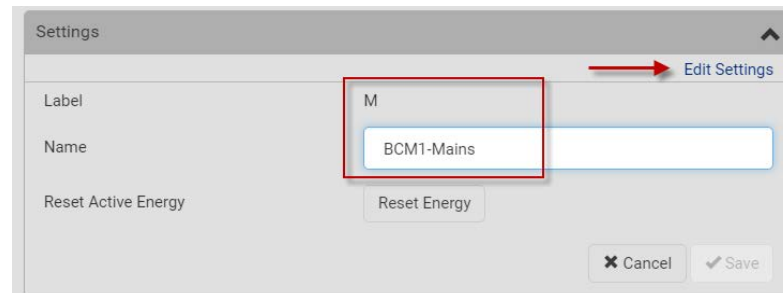 Settings
Edit Settings
Label M
Name BCM1-Mains
Reset Active Energy Reset Energy
Cancel Save